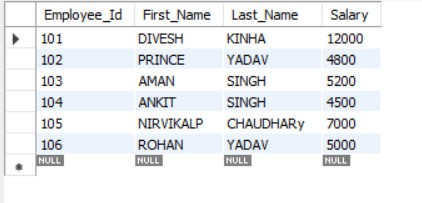 Employee_Id First_Name Last_Name Salary
101 DIVESH KINHA 12000
102 PRINCE YADAV 4800
103 AMAN SINGH 5200
104 ANKIT SINGH 4500
105 NIRVIKALP CHAUDHARy 7000
106 ROHAN YADAV 5000
NULL NULL NULL NULL